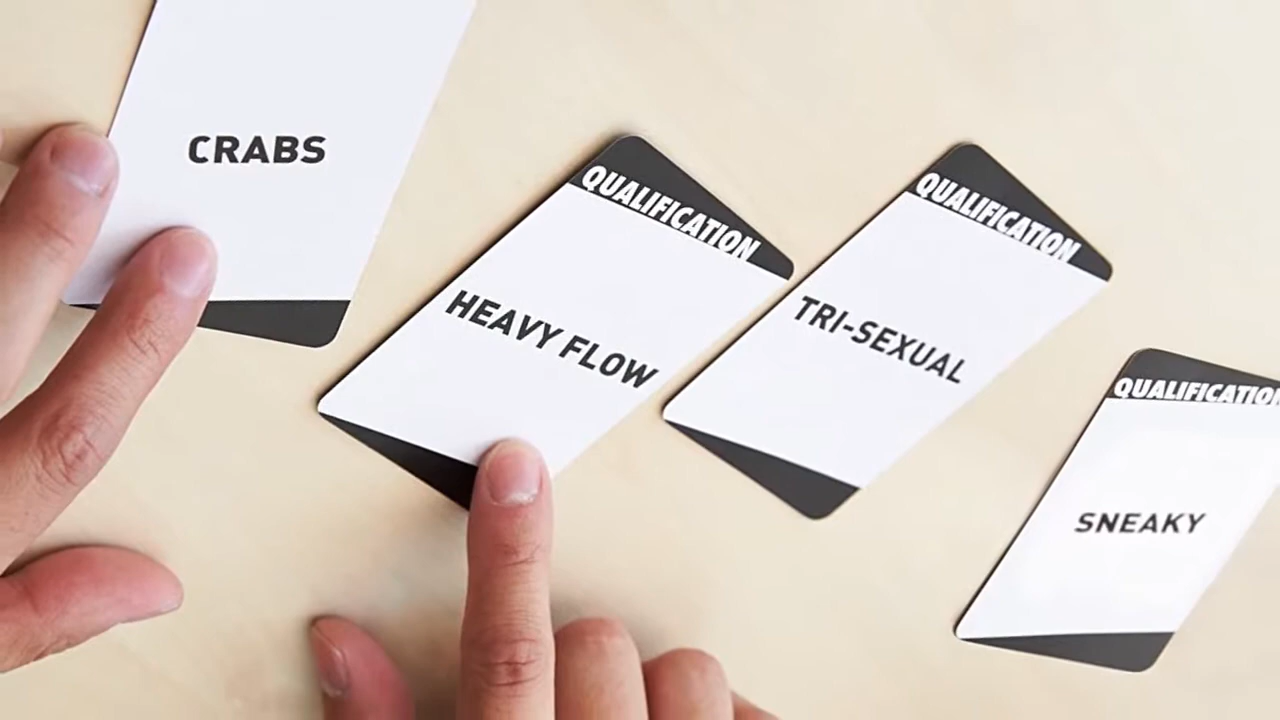 CRABS
QUALIFICATION
HEAVY FLOW
QUALIFICATION
TRI-SEXUAL
QUALIFICATION
SNEAKY